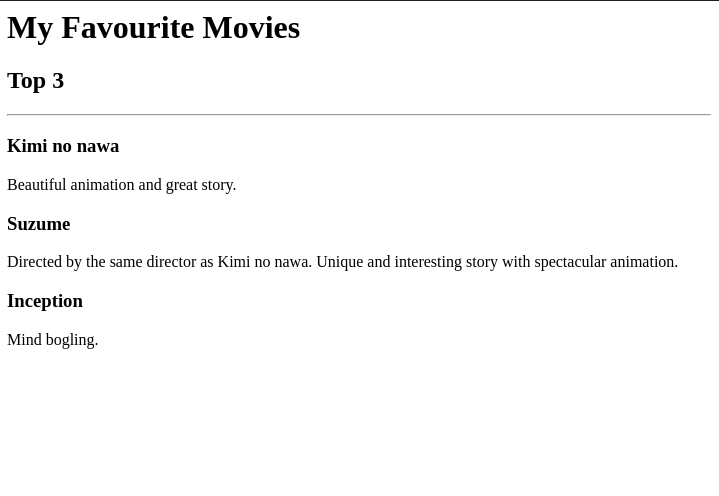 My Favourite Movies
Top 3
Kimi no nawa
Beautiful animation and great story.
Suzume
Directed by the same director as Kimi no nawa. Unique and interesting story with spectacular animation.
Inception
Mind bogling.